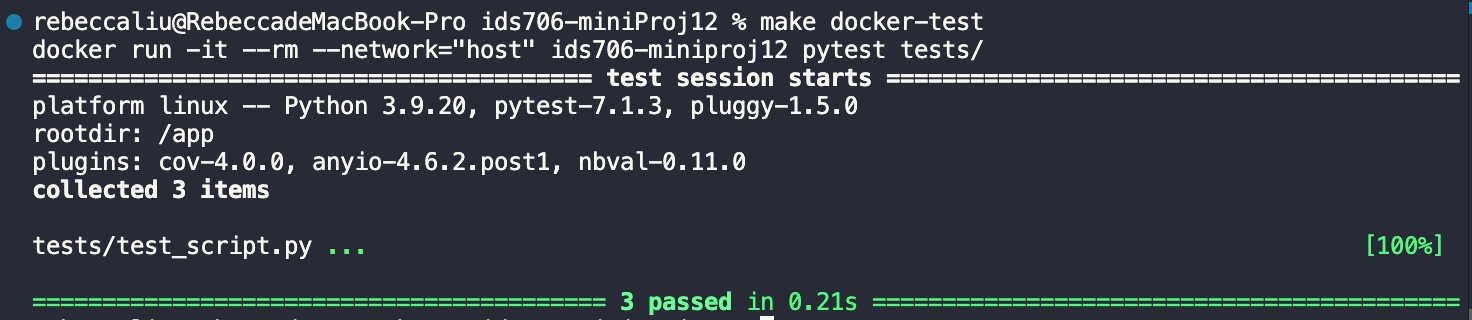 rebeccaliu@RebeccadeMacBook-Pro ids706-miniProj12 % make docker-test
docker run -it --rm --network="host" ids706-miniproj12 pytest tests/
======================================== test session starts =========================================
platform linux -- Python 3.9.20, pytest-7.1.3, pluggy-1.5.0
rootdir: /app
plugins: cov-4.0.0, anyio-4.6.2.post1, nbval-0.11.0
collected 3 items
tests/test_script.py ... [100%]
========================================= 3 passed in 0.21s ==========================================